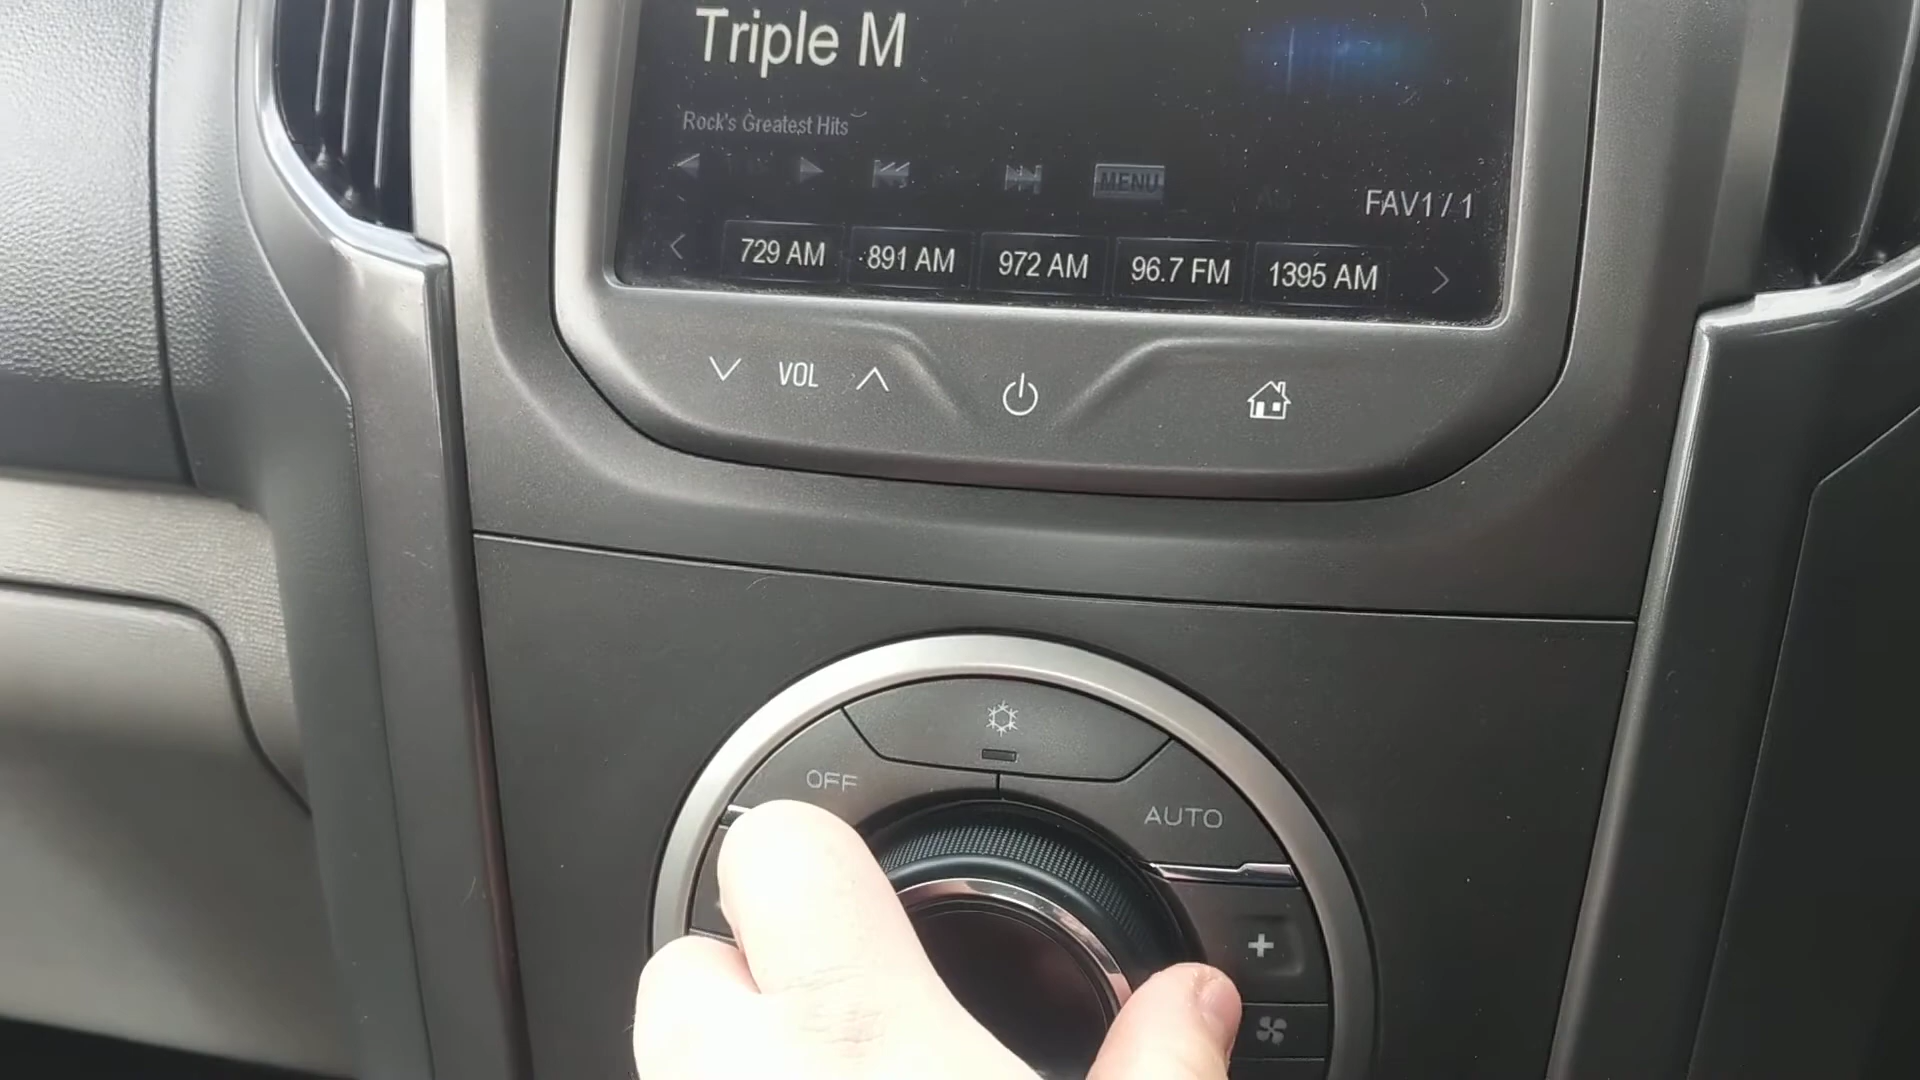 Triple M
Rock's Greatest Hits
MENU
FAV1 / 1
729 AM 891 AM 972 AM 96.7 FM 1395 AM
VOL
OFF
AUTO
+